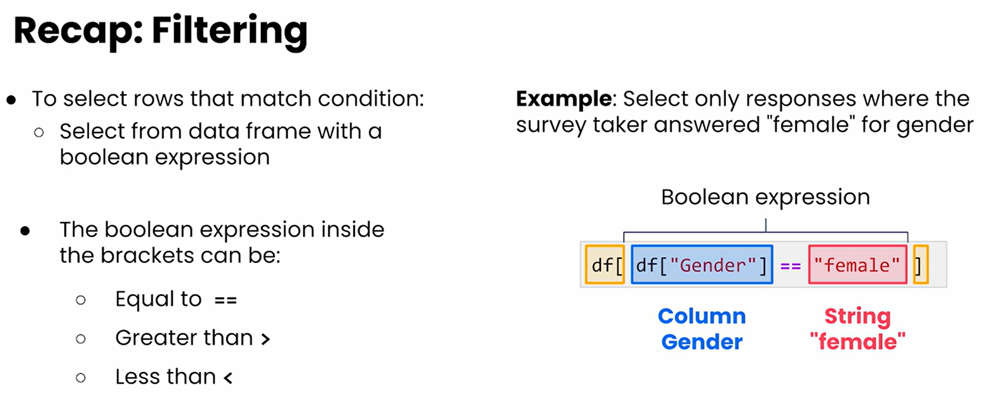 Recap: Filtering
● To select rows that match condition:
○ Select from data frame with a
boolean expression
● The boolean expression inside
the brackets can be:
○ Equal to ==
○ Greater than >
○ Less than <
Example: Select only responses where the
survey taker answered "female" for gender
Boolean expression
df[ df["Gender"] == "female" ]
Column
Gender
String
"female"